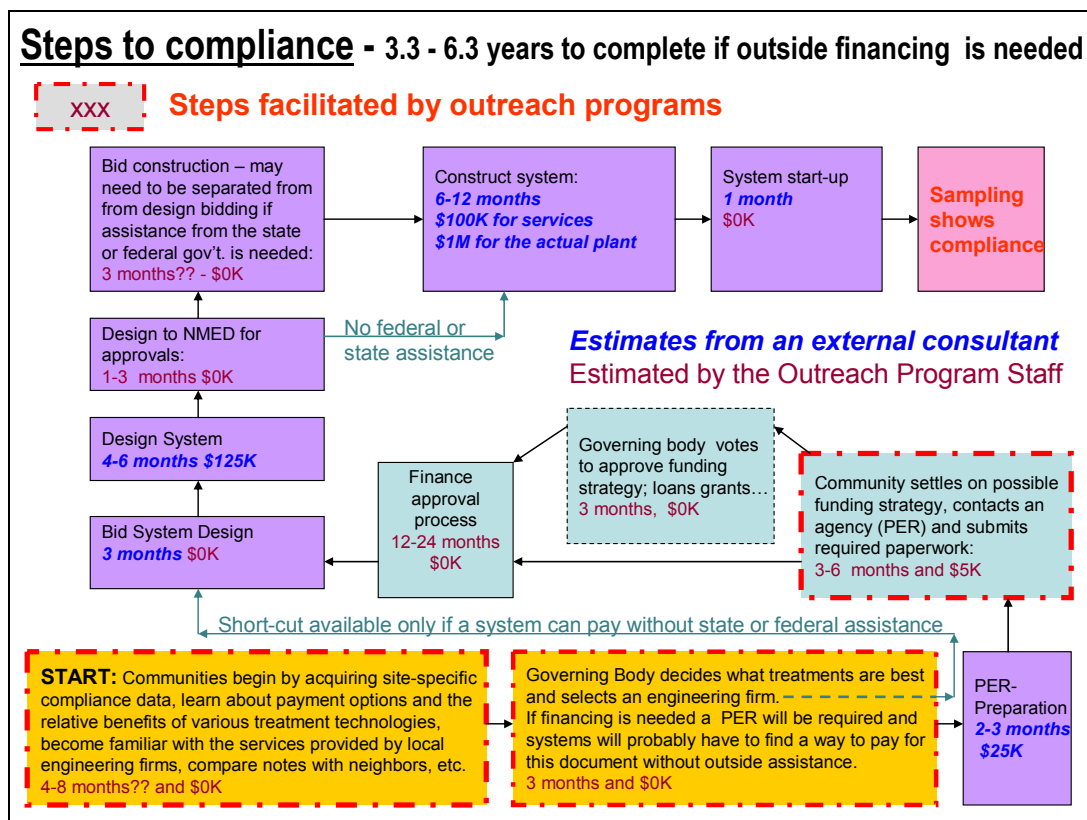 Steps to compliance - 3.3 - 6.3 years to complete if outside financing  is needed
xxx
Steps facilitated by outreach programs
Bid construction – may
need to be separated from
from design bidding if
assistance from the state
or federal gov't. is needed:
3 months?? - $0K
Construct system:
6-12 months
$100K for services
$1M for the actual plant
System start-up
1 month
$0K
Sampling
shows
compliance
Design to NMED for
approvals:
1-3  months $0K
No federal or
state assistance
Estimates from an external consultant
Estimated by the Outreach Program Staff
Design System
4-6 months $125K
Bid System Design
3 months $0K
Finance
approval
process
12-24 months
$0K
Governing body  votes
to approve funding
strategy; loans grants…
3 months,  $0K
Community settles on possible
funding strategy, contacts an
agency (PER) and submits
required paperwork:
3-6  months and $5K
Short-cut available only if a system can pay without state or federal assistance
START: Communities begin by acquiring site-specific
compliance data, learn about payment options and the
relative benefits of various treatment technologies,
become familiar with the services provided by local
engineering firms, compare notes with neighbors, etc.
4-8 months?? and $0K
Governing Body decides what treatments are best
and selects an engineering firm.
If financing is needed a  PER will be required and
systems will probably have to find a way to pay for
this document without outside assistance.
3 months and $0K
PER-
Preparation
2-3 months
$25K